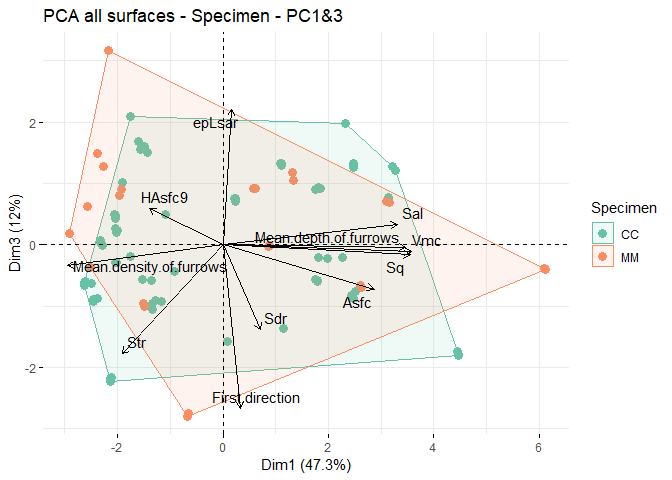 PCA all surfaces - Specimen - PC1&3
epLsar
HAsfc9
Sal
Mean.depth.of.furrows
Vmc
Mean.density.of.furrows
Sq
Asfc
Sdr
Str
First.direction
2
0
-2
-2
0
2
4
6
Dim1 (47.3%)
Dim3 (12%)
Specimen
CC
MM